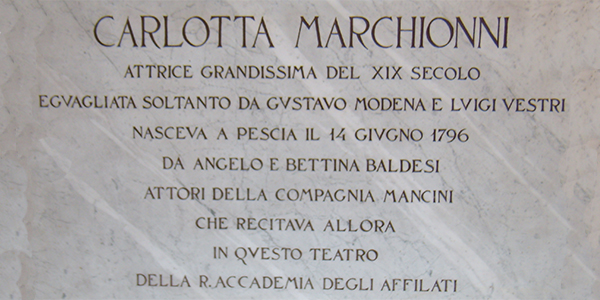 CARLOTTA MARCHIONNI
ATTRICE GRANDISSIMA DEL XIX SECOLO
EGVAGLIATA SOLTANTO DA GVSTAVO MODENA E LVIGI VESTRI
NASCEVA A PESCIA IL 14 GIVGNO 1796
DA ANGELO E BETTINA BALDESI
ATTORI DELLA COMPAGNIA MANCINI
CHE RECITAVA ALLORA
IN QVESTO TEATRO
DELLA R. ACCADEMIA DEGLI AFFILATI